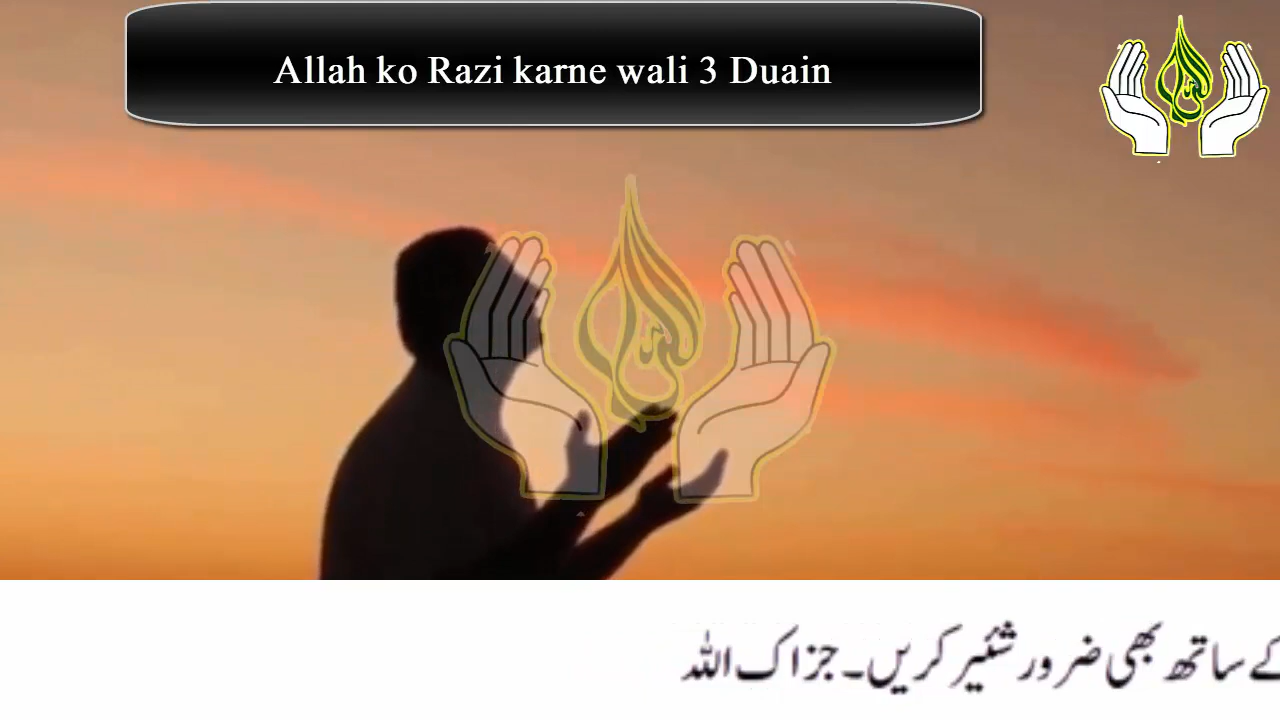 Allah ko Razi karne wali 3 Duain
کے ساتھ بھی ضرور شئیر کریں۔ جزاک اللہ